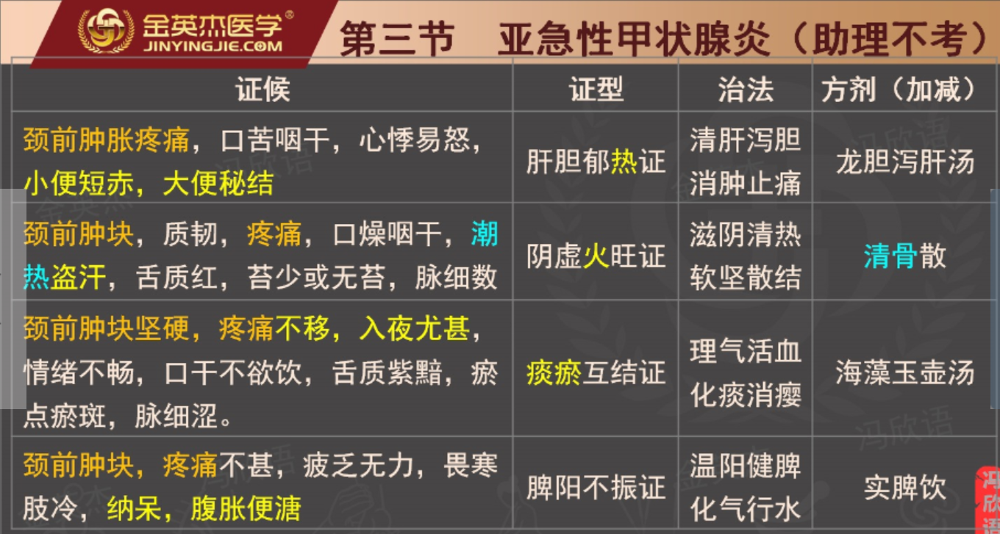 金英杰医学®
JINYINGJIE.COM
第三节 亚急性甲状腺炎（助理不考）
证候 证型 治法 方剂（加减）
颈前肿胀疼痛，口苦咽干，心悸易怒，
小便短赤，大便秘结
肝胆郁热证
清肝泻胆
消肿止痛
龙胆泻肝汤
颈前肿块，质韧，疼痛，口燥咽干，潮
热盗汗，舌质红，苔少或无苔，脉细数
阴虚火旺证
滋阴清热
软坚散结
清骨散
颈前肿块坚硬，疼痛不移，入夜尤甚，
情绪不畅，口干不欲饮，舌质紫黯，瘀
点瘀斑，脉细涩。
痰瘀互结证
理气活血
化痰消瘿
海藻玉壶汤
颈前肿块，疼痛不甚，疲乏无力，畏寒
肢冷，纳呆，腹胀便溏
脾阳不振证
温阳健脾
化气行水
实脾饮
冯欣语